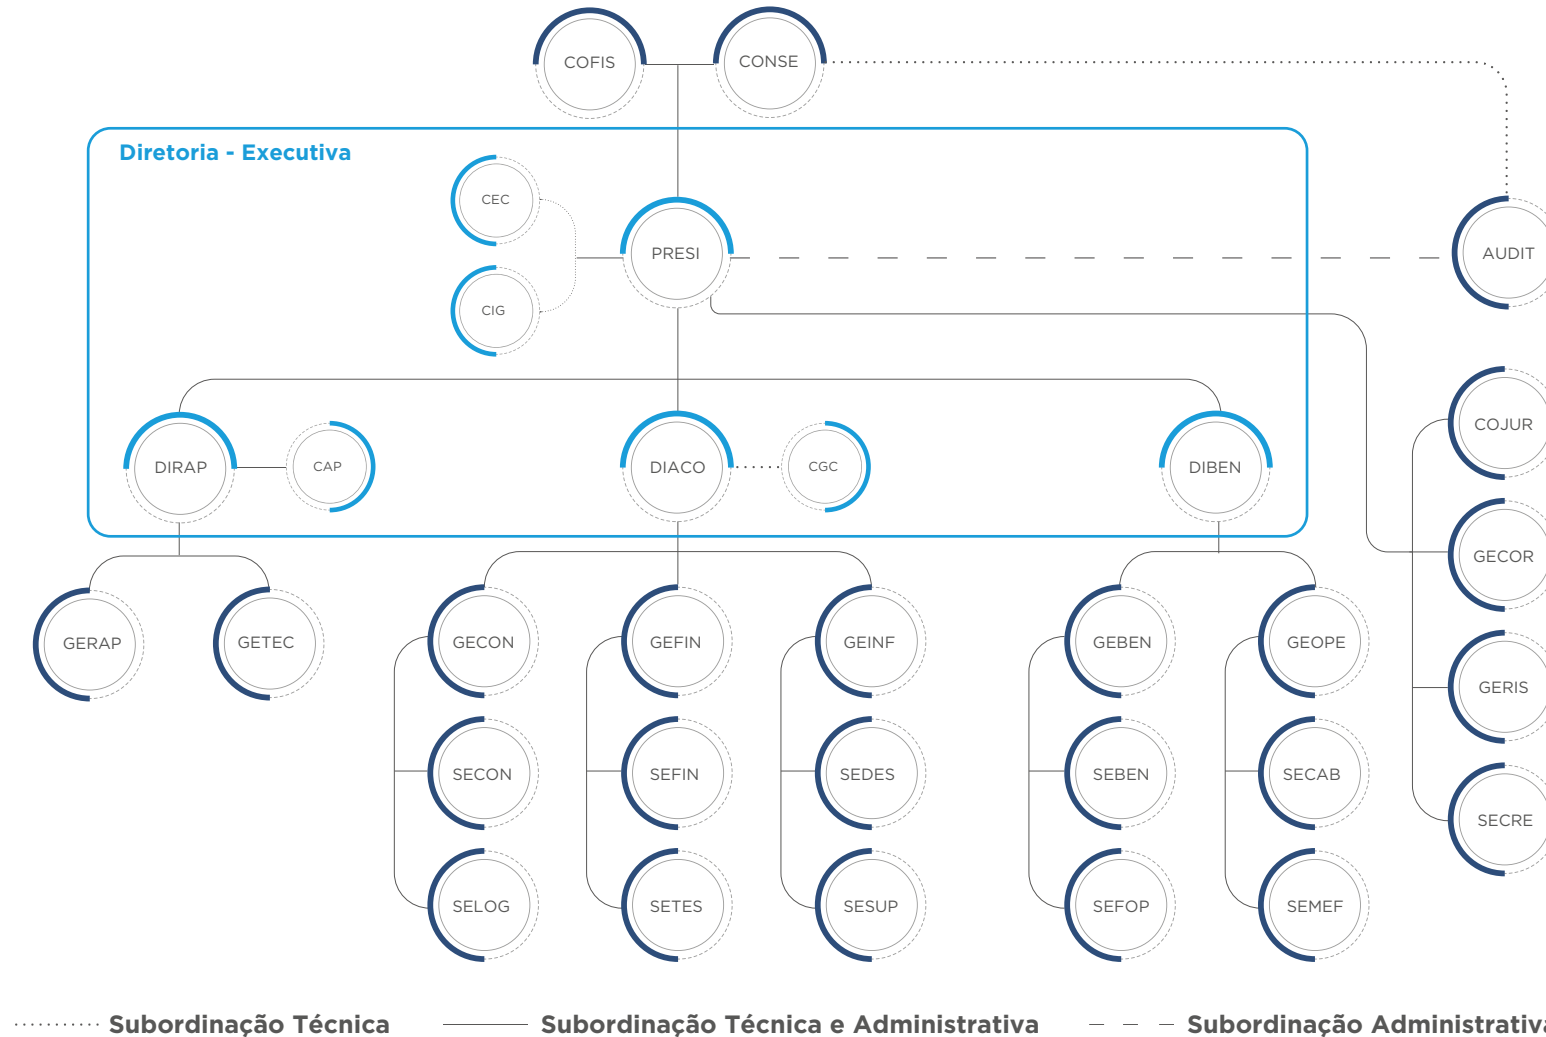 COFIS
CONSE
Diretoria - Executiva
CEC
PRESI
AUDIT
CIG
COJUR
DIRAP
CAP
DIACO
CGC
DIBEN
GECOR
GERAP
GETEC
GECON
GEFIN
GEINF
GEBEN
GEOPE
GERIS
SECON
SEFIN
SEDES
SEBEN
SECAB
SECRE
SELOG
SETES
SESUP
SEFOP
SEMEF
Subordinação Técnica
Subordinação Técnica e Administrativa
Subordinação Administrativa